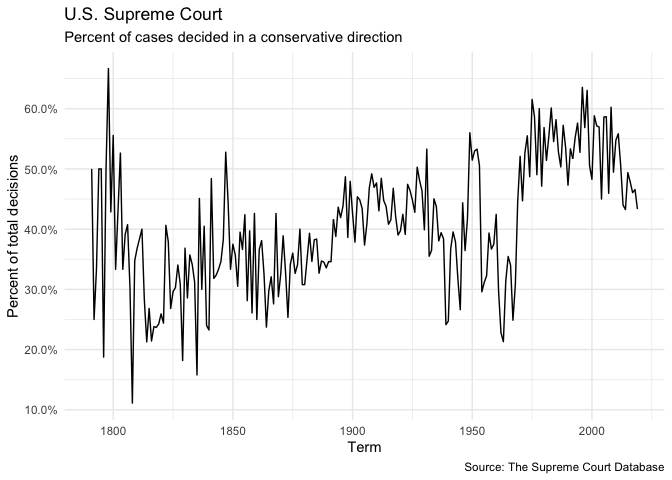 U.S. Supreme Court
Percent of cases decided in a conservative direction
Percent of total decisions
60.0%
50.0%
40.0%
30.0%
20.0%
10.0%
1800 1850 1900 1950 2000
Term
Source: The Supreme Court Database